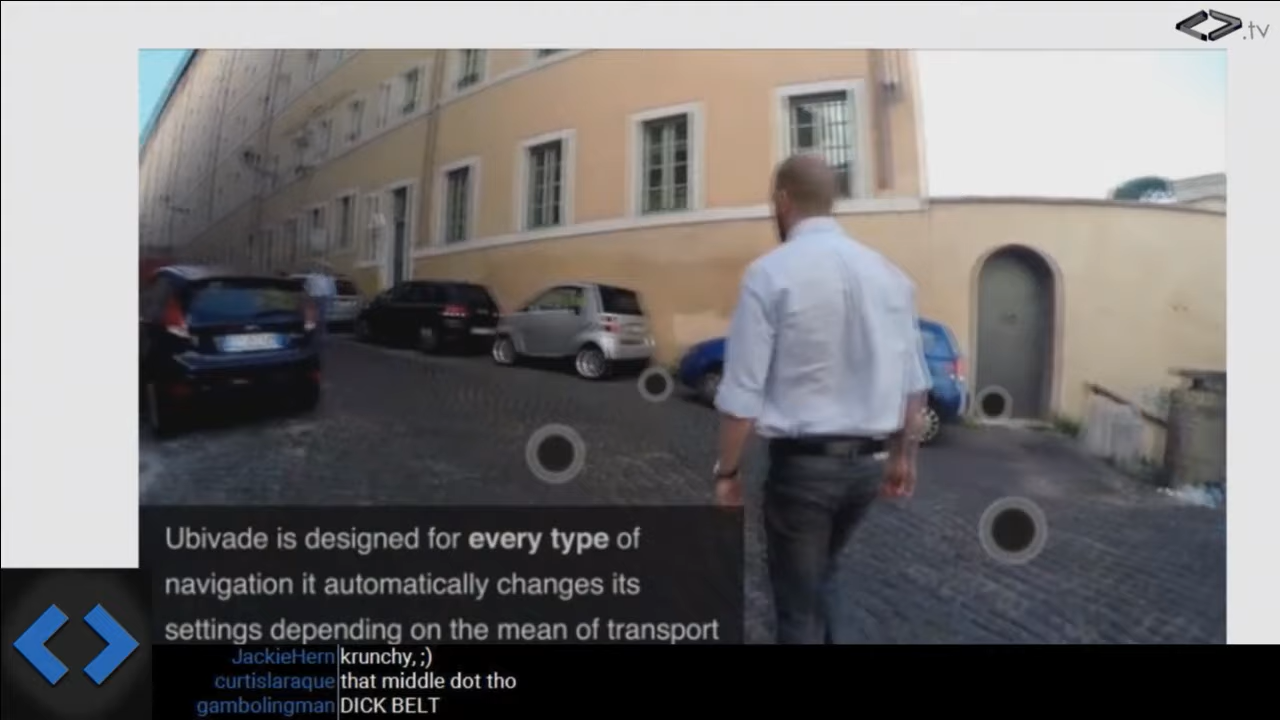 .tv
Ubivade is designed for every type of
navigation it automatically changes its
settings depending on the mean of transport
JackieHern krunchy, ;)
curtislaraque that middle dot tho
gambolingman DICK BELT